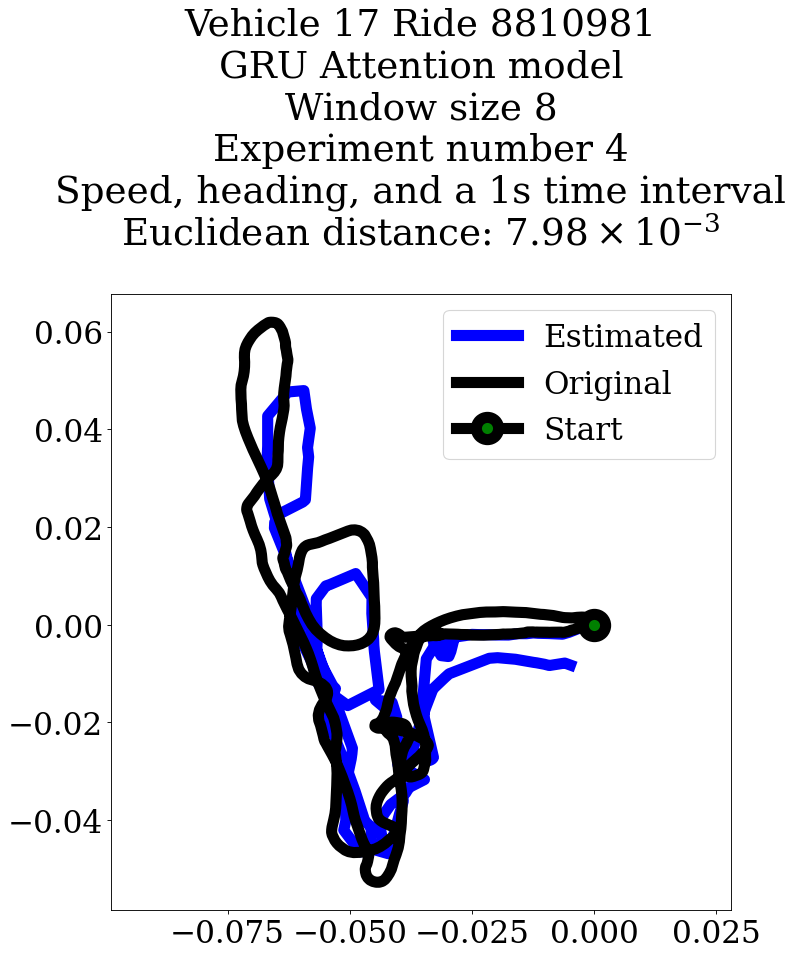 Vehicle 17 Ride 8810981
GRU Attention model
Window size 8
Experiment number 4
Speed, heading, and a 1s time interval
Euclidean distance: 7.98 × 10⁻³
Estimated
Original
Start
0.06
0.04
0.02
0.00
−0.02
−0.04
−0.075 −0.050 −0.025 0.000 0.025